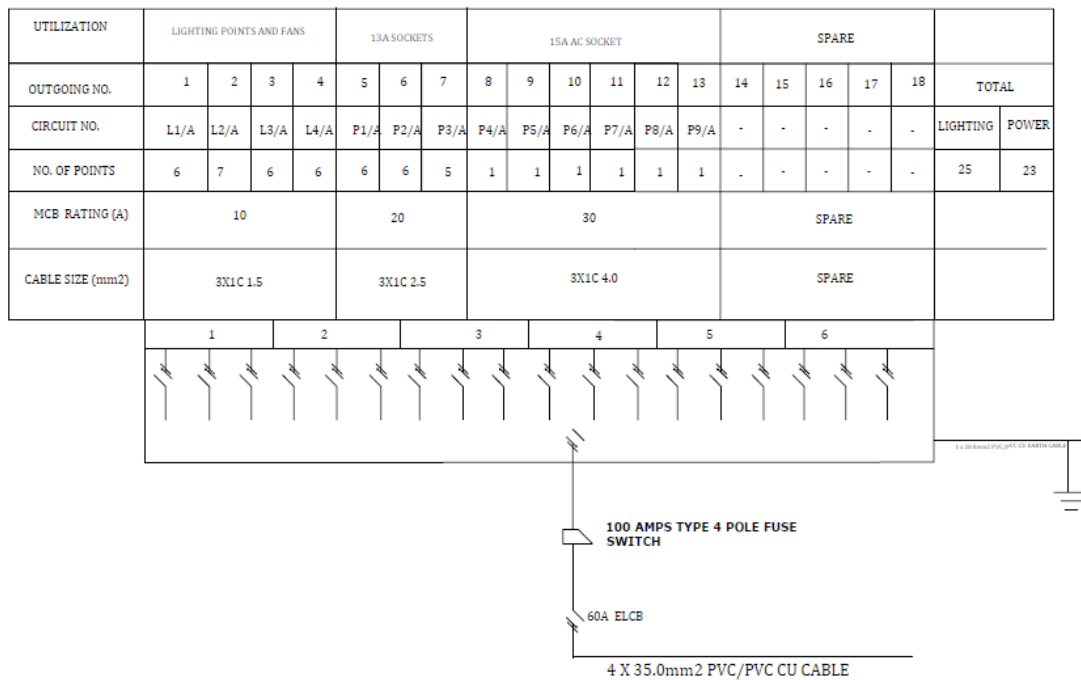 UTILIZATION LIGHTING POINTS AND FANS 13A SOCKETS 15A AC SOCKET SPARE
OUTGOING NO. 1 2 3 4 5 6 7 8 9 10 11 12 13 14 15 16 17 18 TOTAL
CIRCUIT NO. L1/A L2/A L3/A L4/A P1/A P2/A P3/A P4/A P5/A P6/A P7/A P8/A P9/A - - - - - LIGHTING POWER
NO. OF POINTS 6 7 6 6 6 6 5 1 1 1 1 1 1 - - - - - 25 23
MCB RATING (A) 10 20 30 SPARE
CABLE SIZE (mm2) 3X1C 1.5 3X1C 2.5 3X1C 4.0 SPARE
1 2 3 4 5 6
PVC/PVC CU EARTH CABLE
100 AMPS TYPE 4 POLE FUSE
SWITCH
60A ELCB
4 X 35.0mm2 PVC/PVC CU CABLE